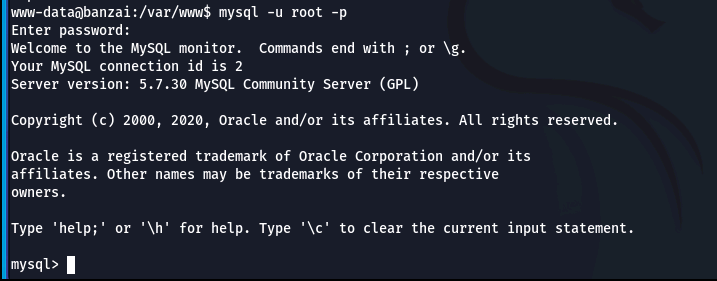 www-data@banzai:/var/www$ mysql -u root -p
Enter password:
Welcome to the MySQL monitor.  Commands end with ; or \g.
Your MySQL connection id is 2
Server version: 5.7.30 MySQL Community Server (GPL)
Copyright (c) 2000, 2020, Oracle and/or its affiliates. All rights reserved.
Oracle is a registered trademark of Oracle Corporation and/or its
affiliates. Other names may be trademarks of their respective
owners.
Type 'help;' or '\h' for help. Type '\c' to clear the current input statement.
mysql>